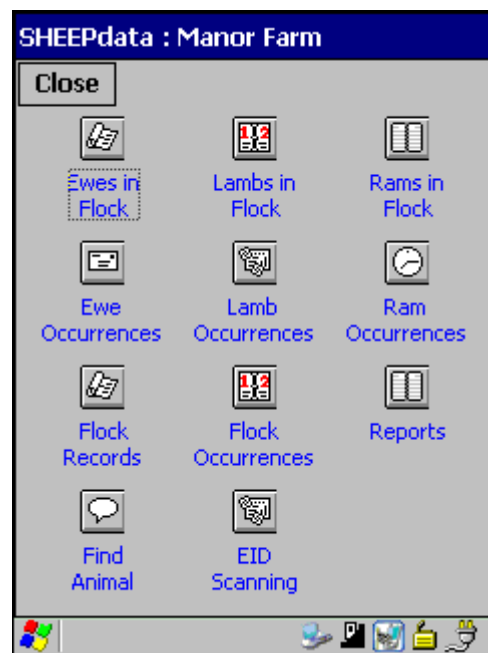 SHEEPdata : Manor Farm
Close
Ewes in
Flock
Lambs in
Flock
Rams in
Flock
Ewe
Occurrences
Lamb
Occurrences
Ram
Occurrences
Flock
Records
Flock
Occurrences
Reports
Find
Animal
EID
Scanning